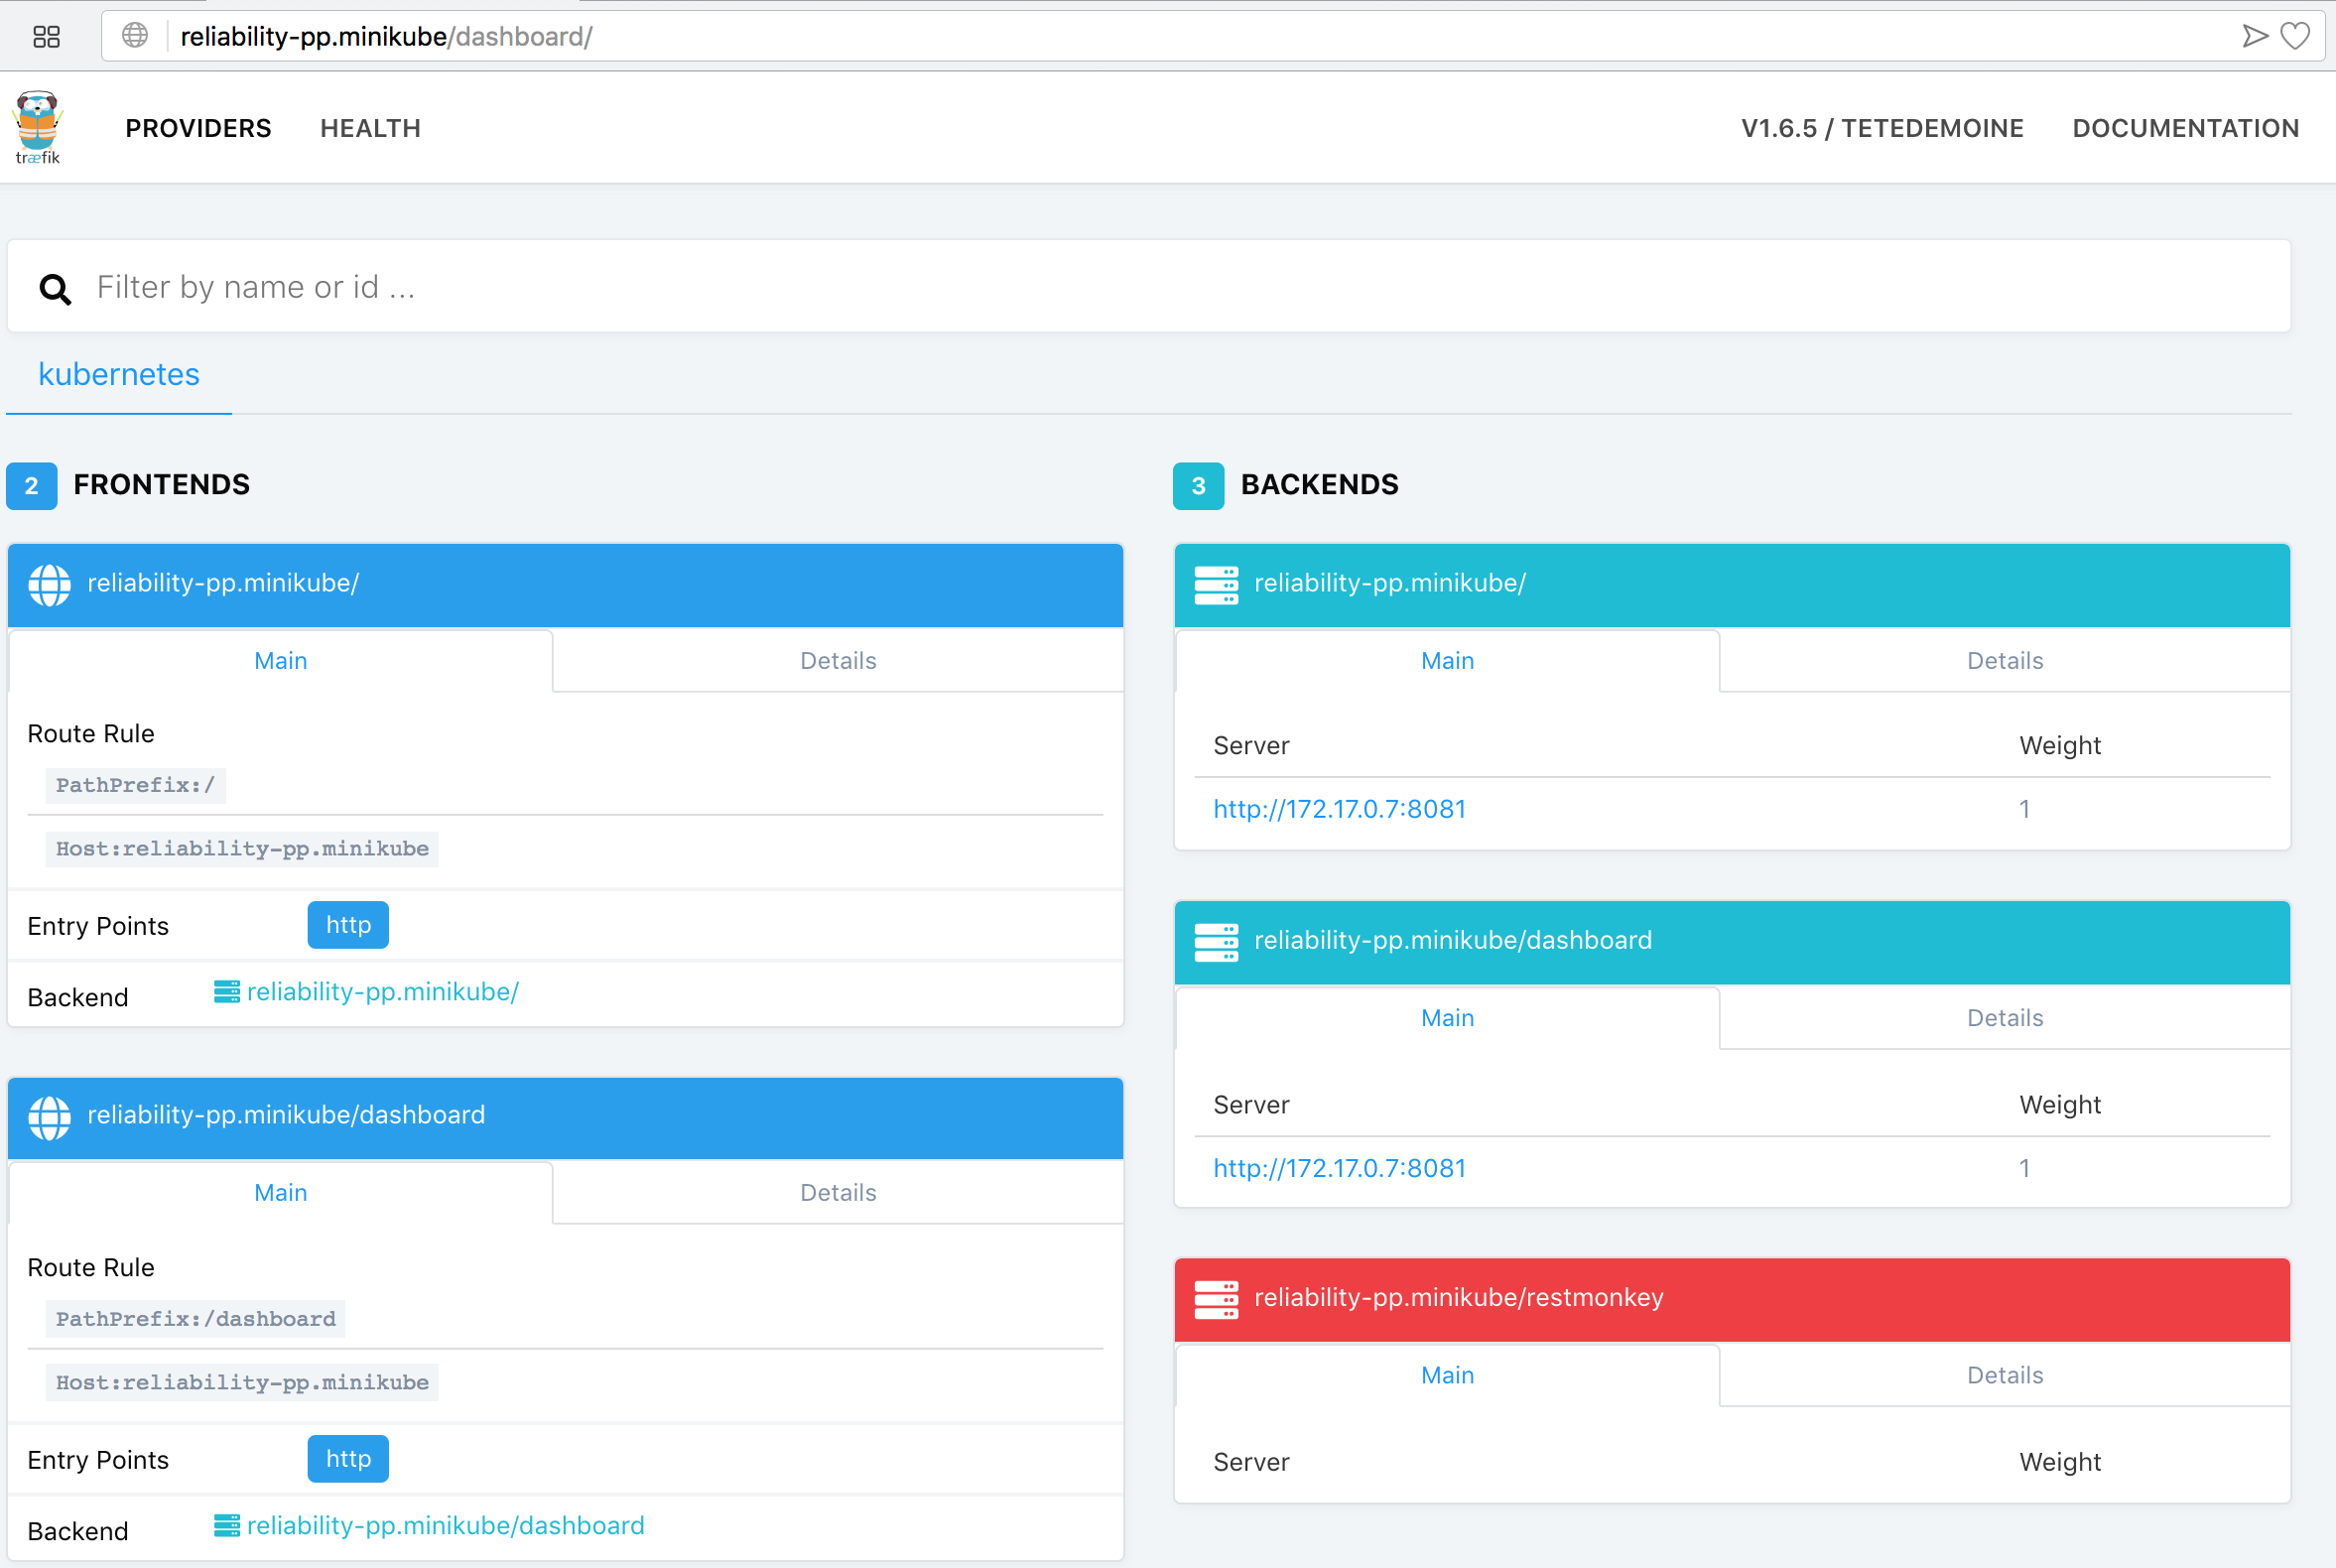 reliability-pp.minikube/dashboard/
træfik
PROVIDERS HEALTH V1.6.5 / TETEDEMOINE DOCUMENTATION
Filter by name or id ...
kubernetes
2 FRONTENDS
reliability-pp.minikube/
Main Details
Route Rule
PathPrefix:/
Host:reliability-pp.minikube
Entry Points http
Backend reliability-pp.minikube/
reliability-pp.minikube/dashboard
Main Details
Route Rule
PathPrefix:/dashboard
Host:reliability-pp.minikube
Entry Points http
Backend reliability-pp.minikube/dashboard
3 BACKENDS
reliability-pp.minikube/
Main Details
Server Weight
http://172.17.0.7:8081 1
reliability-pp.minikube/dashboard
Main Details
Server Weight
http://172.17.0.7:8081 1
reliability-pp.minikube/restmonkey
Main Details
Server Weight